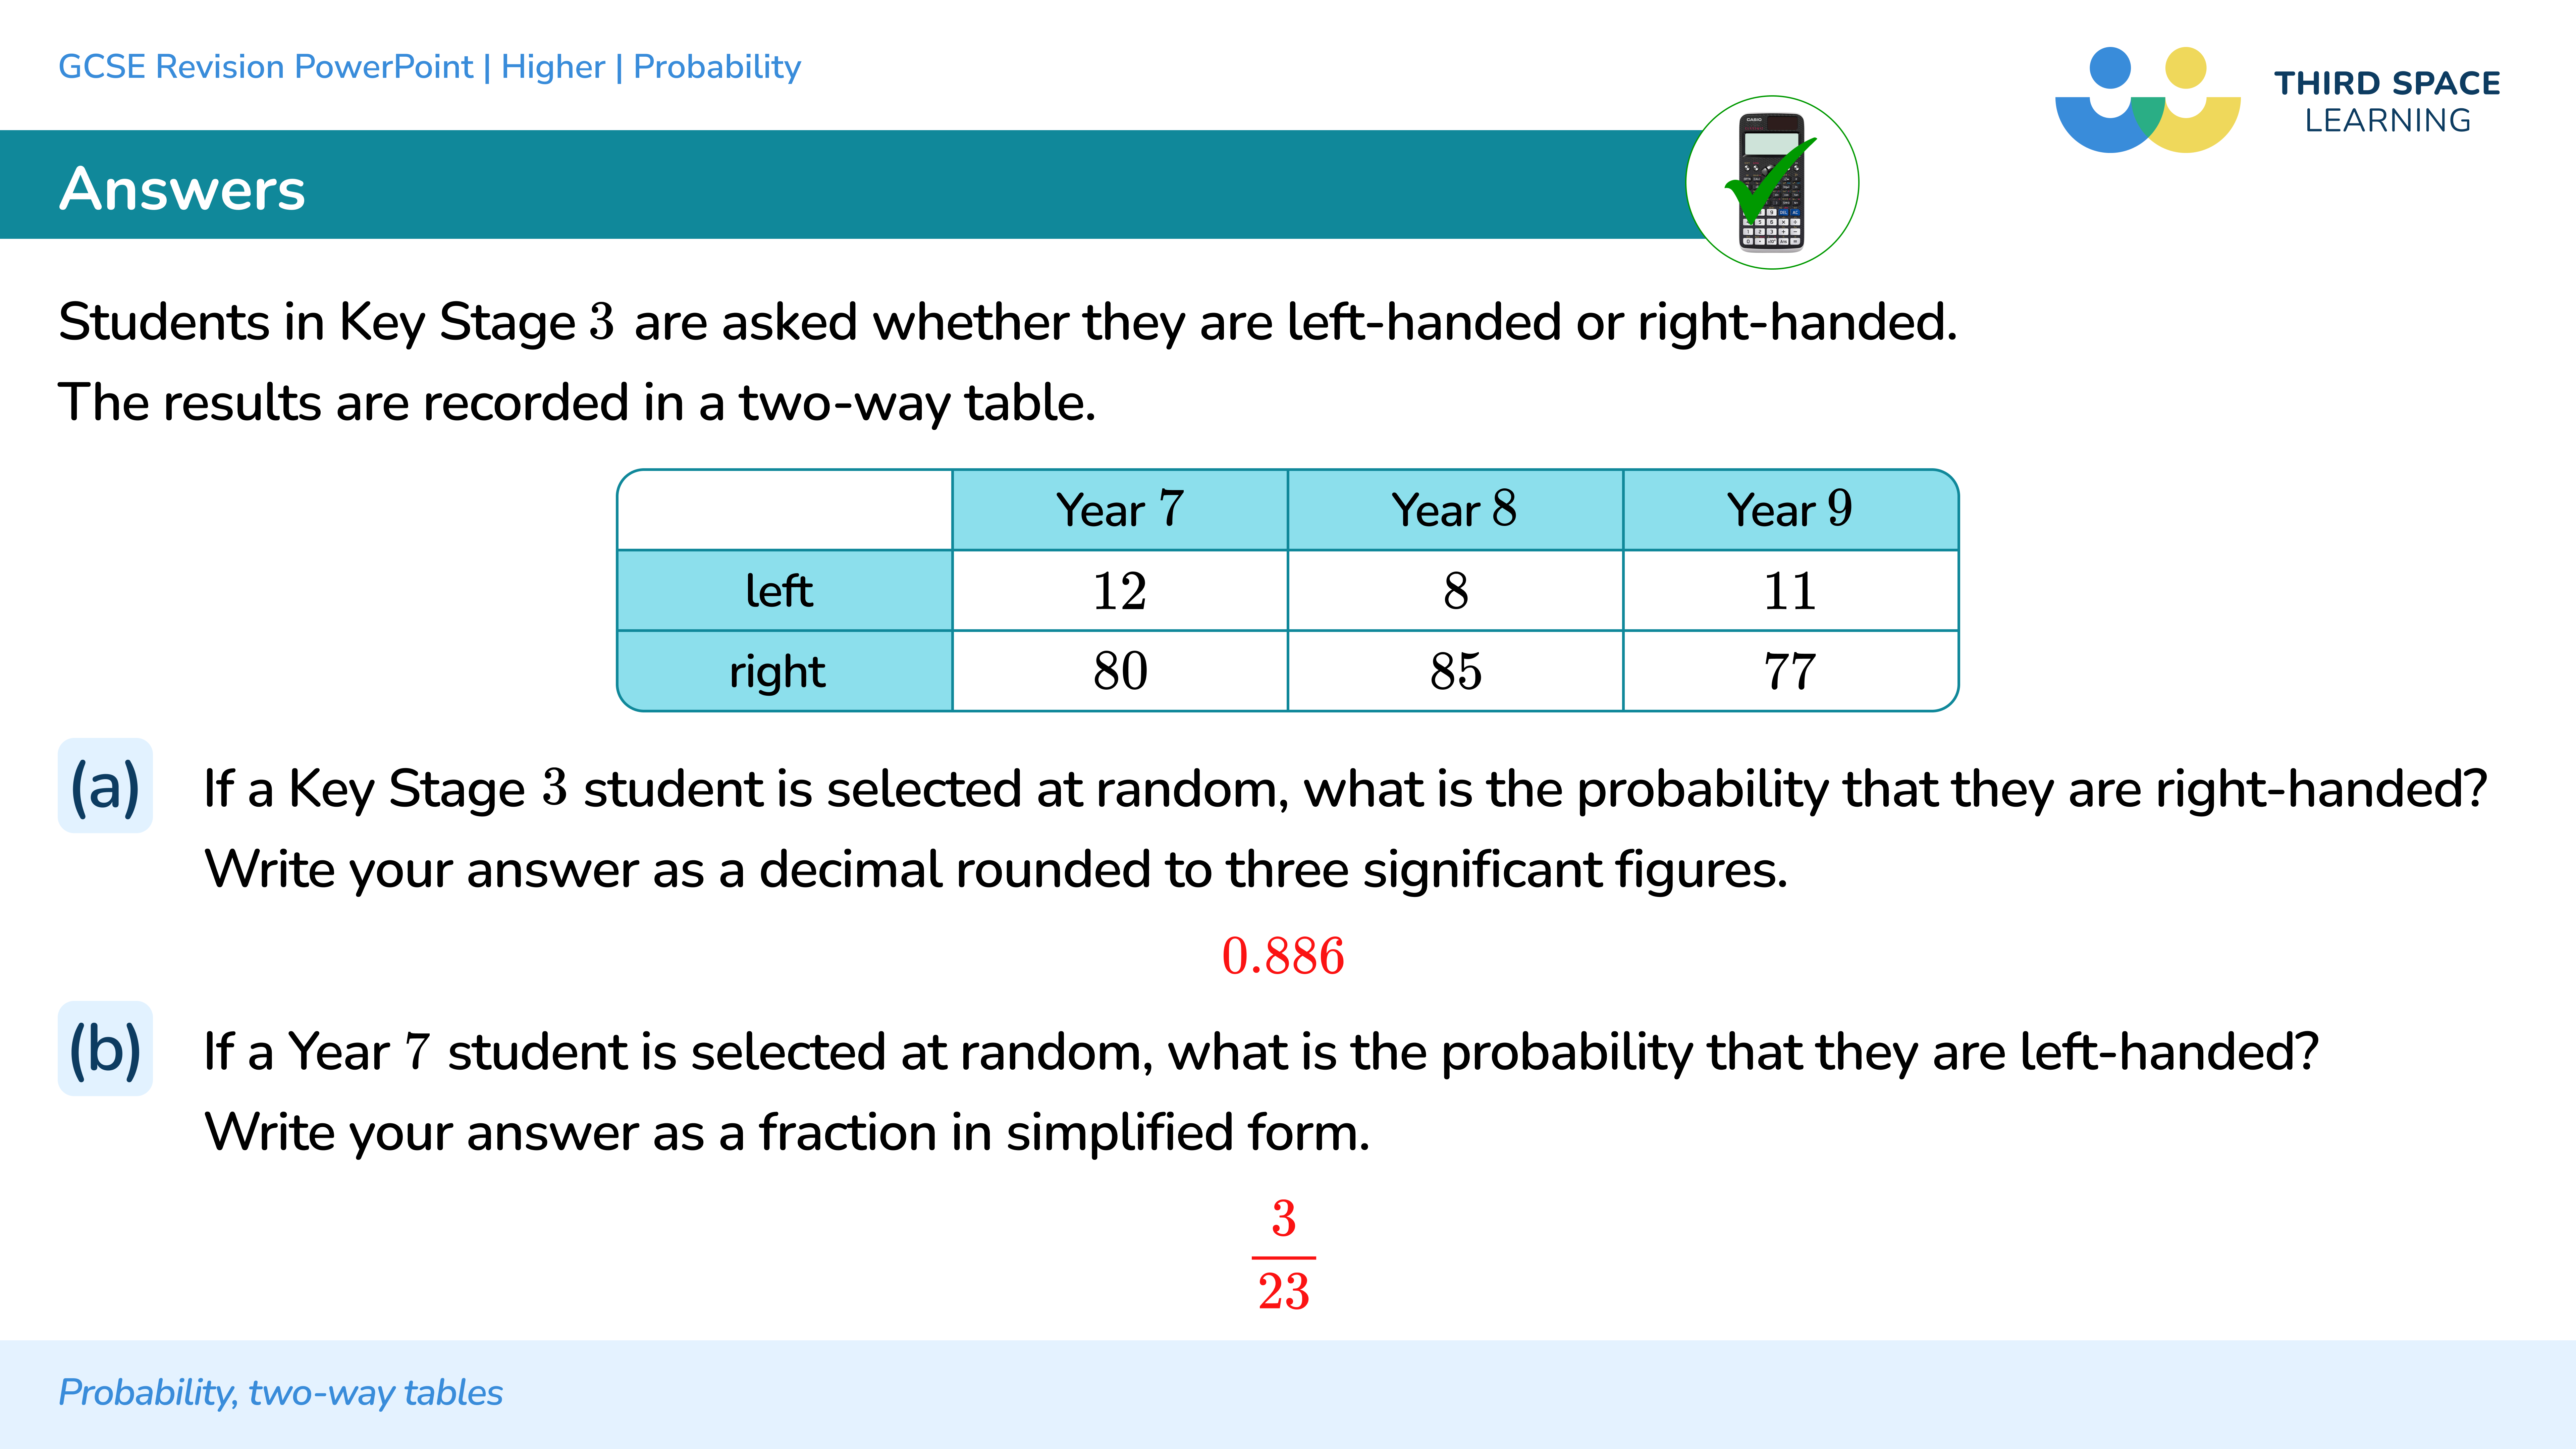 GCSE Revision PowerPoint | Higher | Probability
THIRD SPACE
LEARNING
Answers
Students in Key Stage 3 are asked whether they are left-handed or right-handed.
The results are recorded in a two-way table.
Year 7 Year 8 Year 9
left 12 8 11
right 80 85 77
(a) If a Key Stage 3 student is selected at random, what is the probability that they are right-handed?
Write your answer as a decimal rounded to three significant figures.
0.886
(b) If a Year 7 student is selected at random, what is the probability that they are left-handed?
Write your answer as a fraction in simplified form.
3
23
Probability, two-way tables